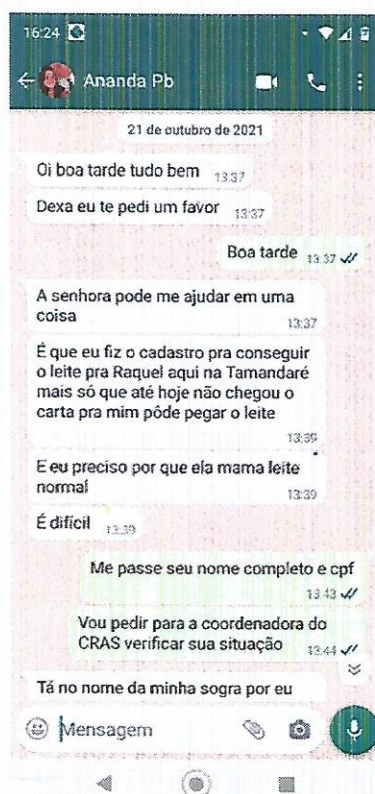 16:24
Ananda Pb
21 de outubro de 2021
Oi boa tarde tudo bem 13:37
Dexa eu te pedi um favor 13:37
Boa tarde 13:37
A senhora pode me ajudar em uma
coisa
13:37
É que eu fiz o cadastro pra conseguir
o leite pra Raquel aqui na Tamandaré
mais só que até hoje não chegou o
carta pra mim pôde pegar o leite
13:39
E eu preciso por que ela mama leite
normal
13:39
É difícil 13:39
Me passe seu nome completo e cpf
13:43
Vou pedir para a coordenadora do
CRAS verificar sua situação 13:44
Tá no nome da minha sogra por eu
Mensagem